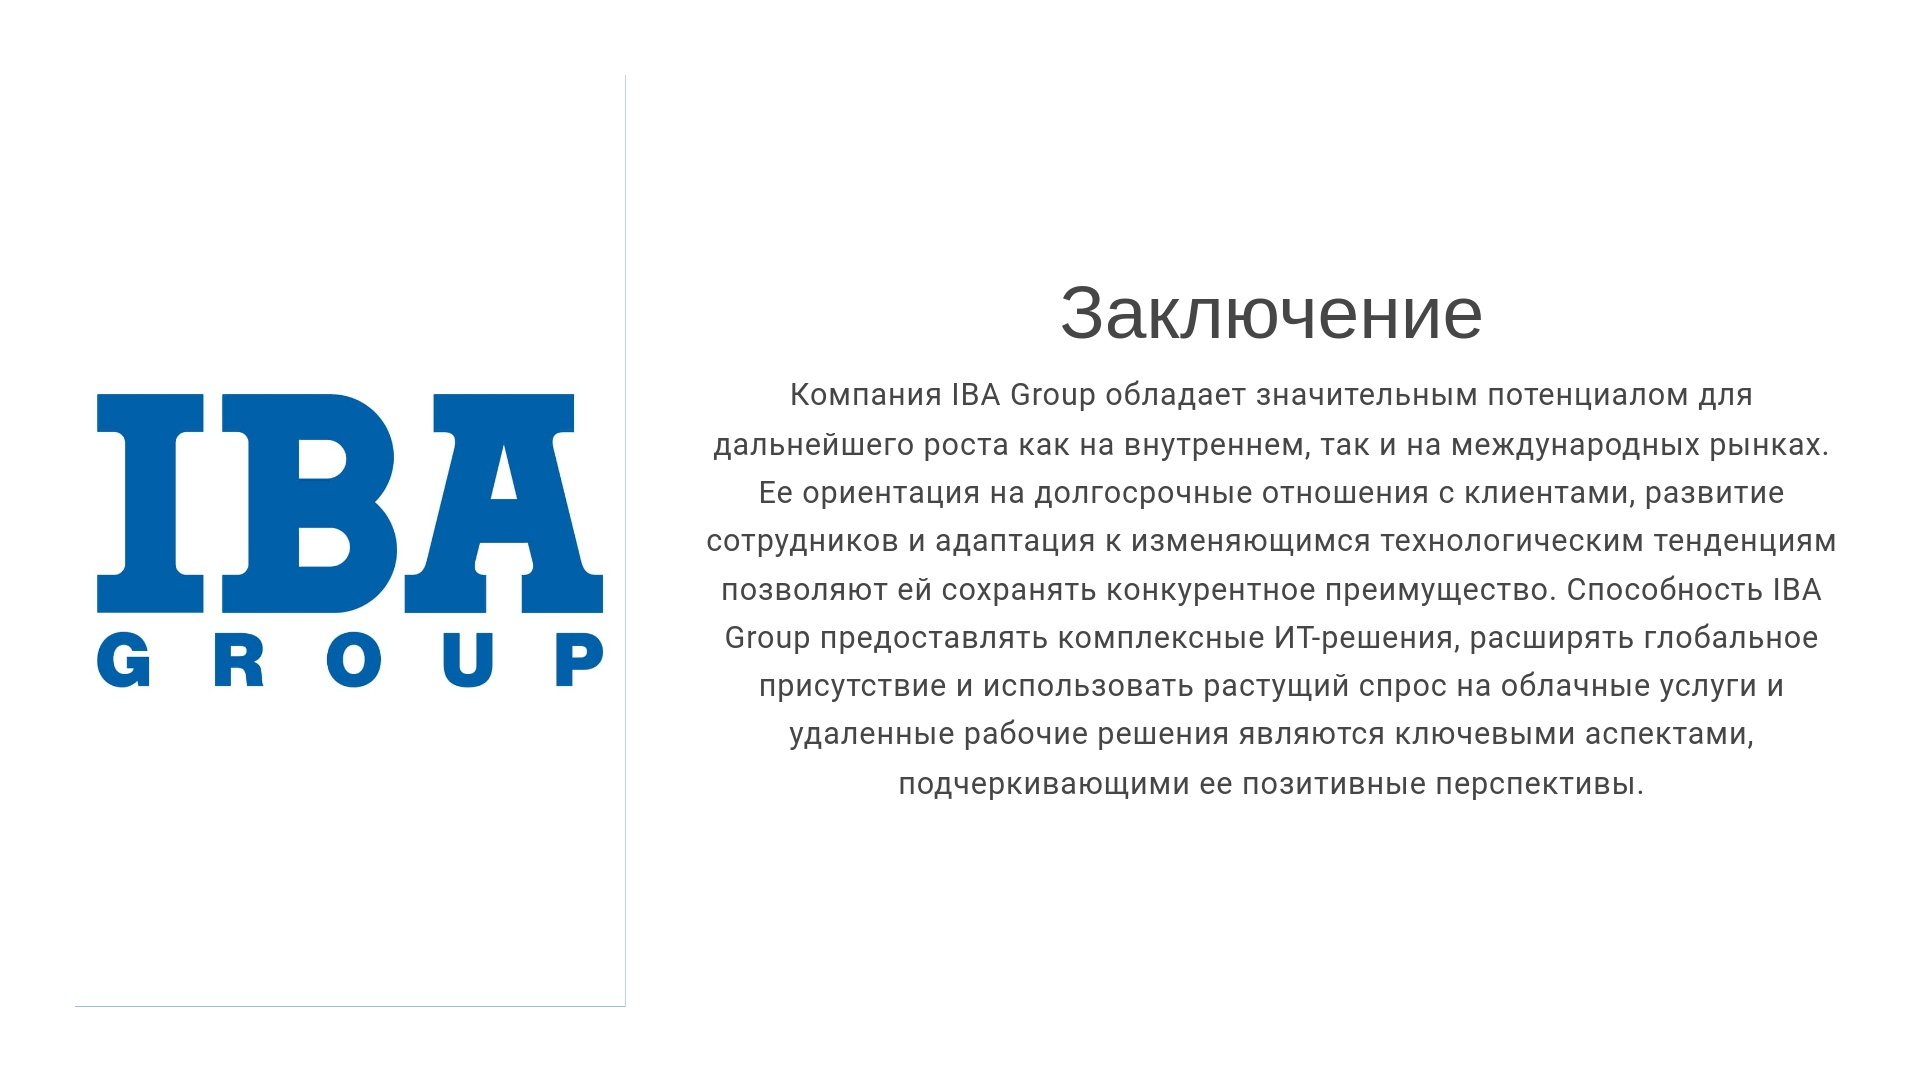 IBA
GROUP
Заключение
Компания IBA Group обладает значительным потенциалом для
дальнейшего роста как на внутреннем, так и на международных рынках.
Ее ориентация на долгосрочные отношения с клиентами, развитие
сотрудников и адаптация к изменяющимся технологическим тенденциям
позволяют ей сохранять конкурентное преимущество. Способность IBA
Group предоставлять комплексные ИТ-решения, расширять глобальное
присутствие и использовать растущий спрос на облачные услуги и
удаленные рабочие решения являются ключевыми аспектами,
подчеркивающими ее позитивные перспективы.